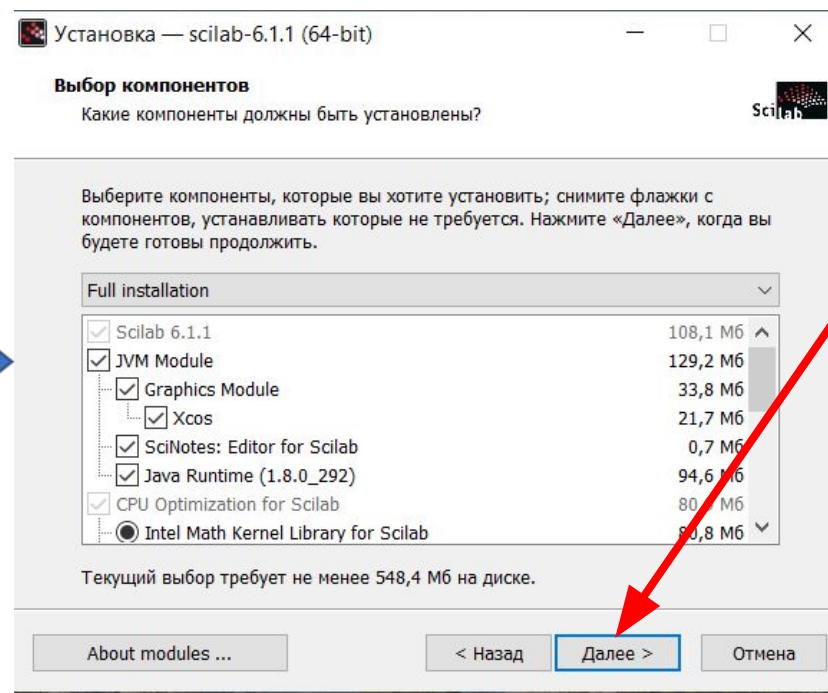 Установка — scilab-6.1.1 (64-bit)
Выбор компонентов
Какие компоненты должны быть установлены?
Scilab
Выберите компоненты, которые вы хотите установить; снимите флажки с
компонентов, устанавливать которые не требуется. Нажмите «Далее», когда вы
будете готовы продолжить.
Full installation
Scilab 6.1.1 108,1 Мб
JVM Module 129,2 Мб
Graphics Module 33,8 Мб
Xcos 21,7 Мб
SciNotes: Editor for Scilab 0,7 Мб
Java Runtime (1.8.0_292) 94,6 Мб
CPU Optimization for Scilab Мб
Intel Math Kernel Library for Scilab 80,8 Мб
Текущий выбор требует не менее 548,4 Мб на диске.
About modules ... < Назад Далее > Отмена